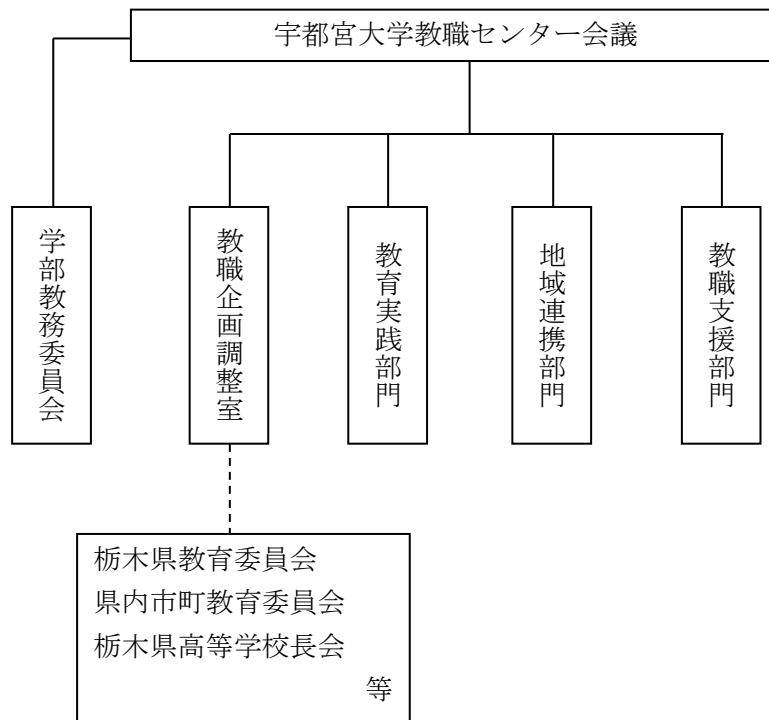 宇都宮大学教職センター会議
学部教務委員会
教職企画調整室
教育実践部門
地域連携部門
教職支援部門
栃木県教育委員会
県内市町教育委員会
栃木県高等学校長会
等